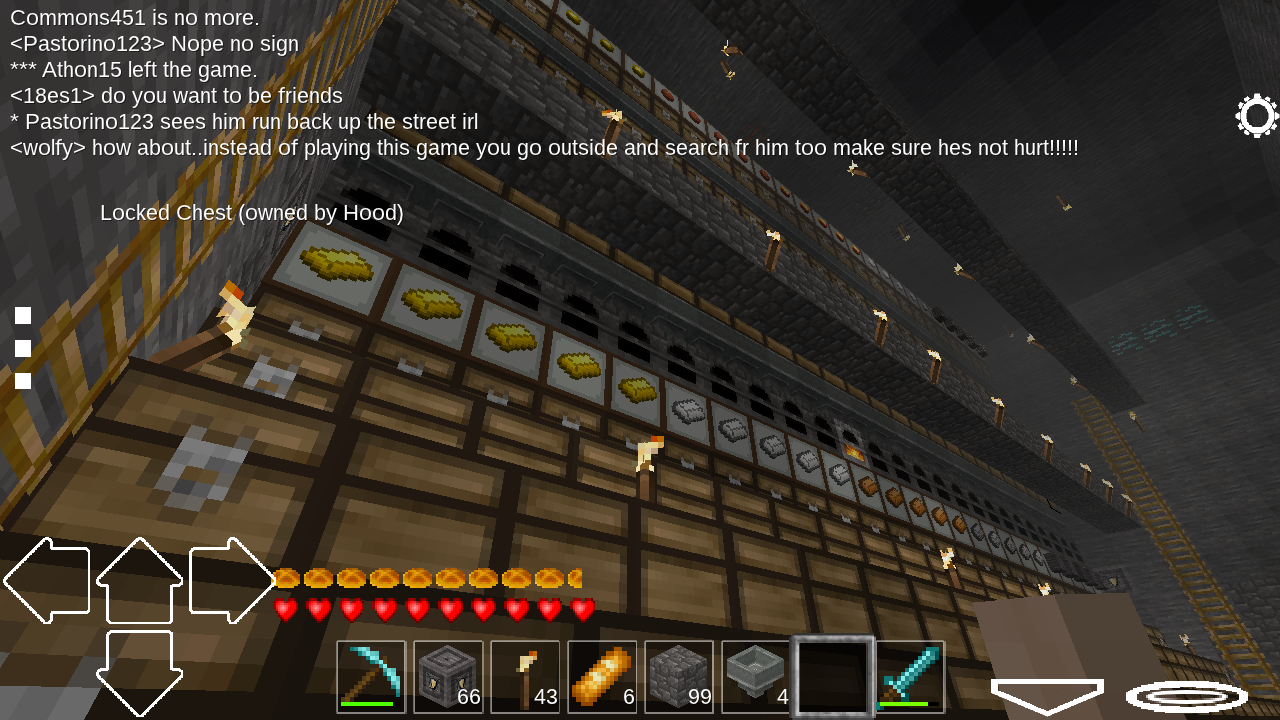 Commons451 is no more.
<Pastorino123> Nope no sign
*** Athon15 left the game.
<18es1> do you want to be friends
* Pastorino123 sees him run back up the street irl
<wolfy> how about..instead of playing this game you go outside and search fr him too make sure hes not hurt!!!!!
Locked Chest (owned by Hood)
66 43 6 99 4